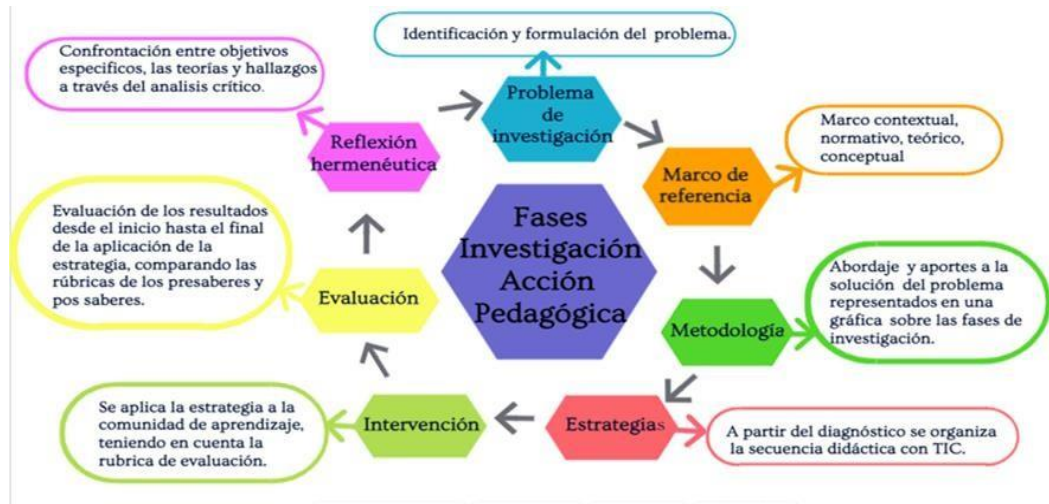 Identificación y formulación del problema.
Problema
de
investigación
Confrontación entre objetivos
especificos, las teorías y hallazgos
a través del analisis crítico.
Reflexión
hermenéutica
Marco contextual,
normativo, teórico,
conceptual
Marco de
referencia
Fases
Investigación
Acción
Pedagógica
Evaluación de los resultados
desde el inicio hasta el final
de la aplicación de la
estrategia, comparando las
rúbricas de los presaberes y
pos saberes.
Evaluación
Abordaje y aportes a la
solución del problema
representados en una
gráfica sobre las fases de
investigación.
Metodología
Se aplica la estrategia a la
comunidad de aprendizaje,
teniendo en cuenta la
rubrica de evaluación.
Intervención
Estrategias
A partir del diagnóstico se organiza
la secuencia didáctica con TIC.